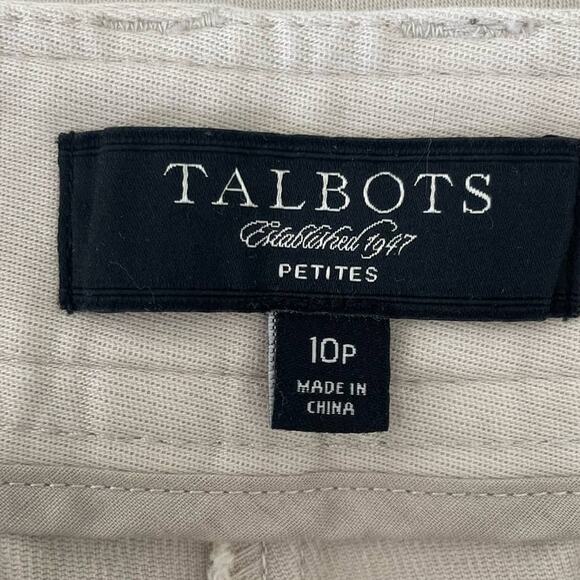 TALBOTS
Established 1947
PETITES
10P
MADE IN
CHINA